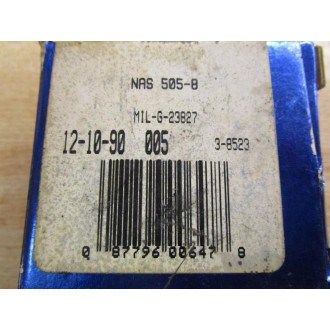 NAS 505-8
MIL-G-23827
12-10-90 005 3-8523
0 87796 00647 8